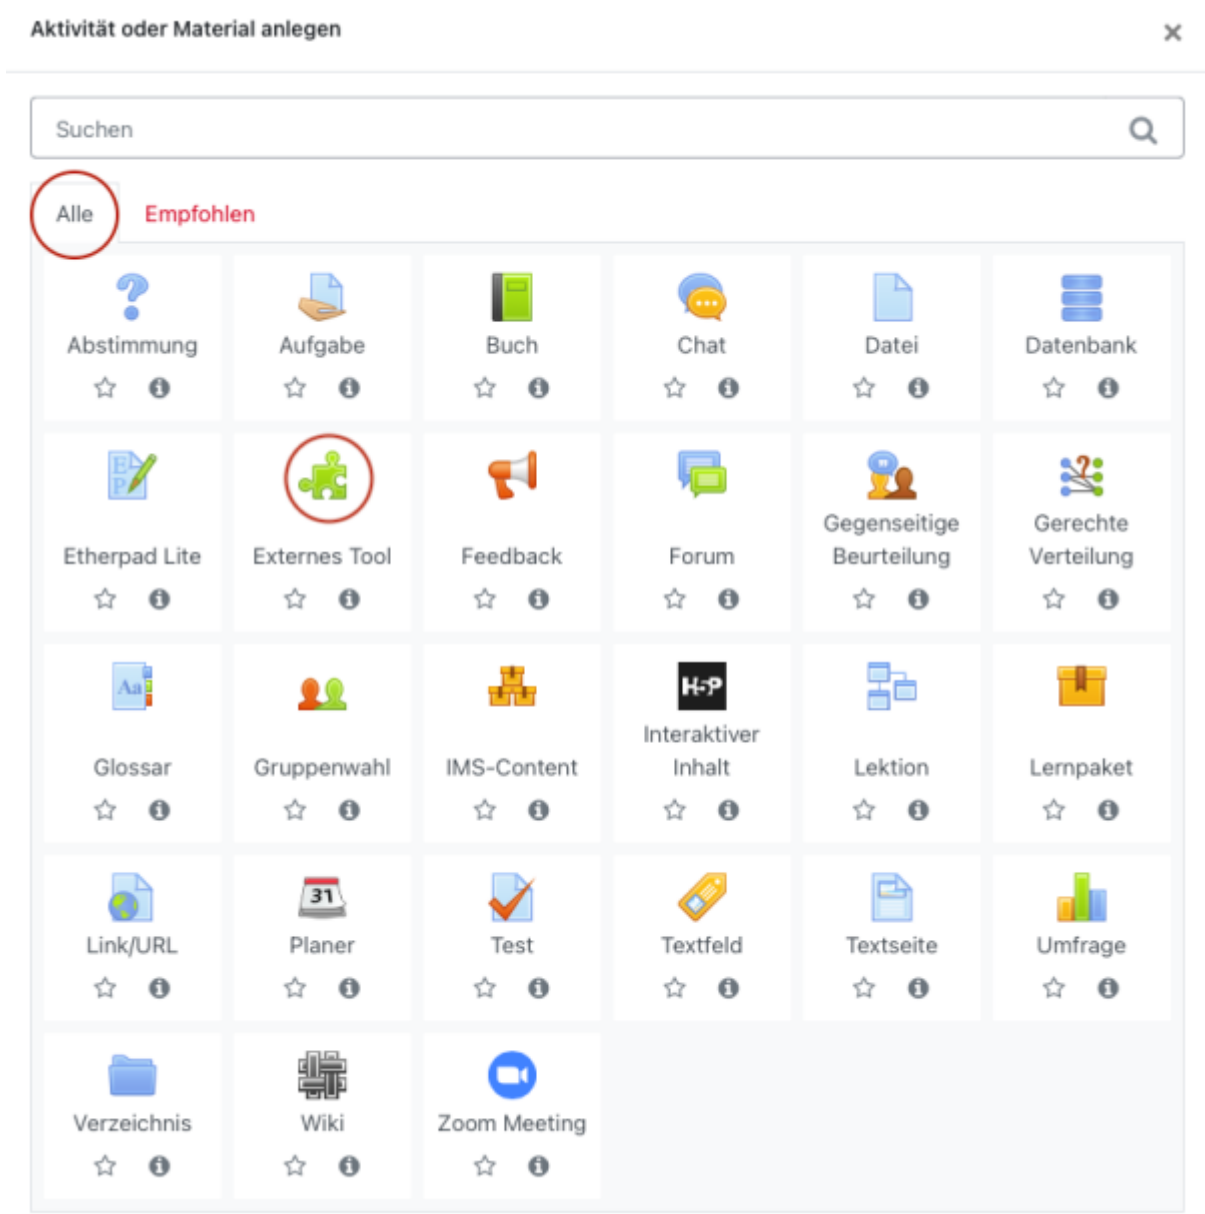 Aktivität oder Material anlegen
Suchen
Alle
Empfohlen
Abstimmung
Aufgabe
Buch
Chat
Datei
Datenbank
Etherpad Lite
Externes Tool
Feedback
Forum
Gegenseitige
Beurteilung
Gerechte
Verteilung
Glossar
Gruppenwahl
IMS-Content
H5P
Interaktiver
Inhalt
Lektion
Lernpaket
Link/URL
31
Planer
Test
Textfeld
Textseite
Umfrage
Verzeichnis
Wiki
Zoom Meeting